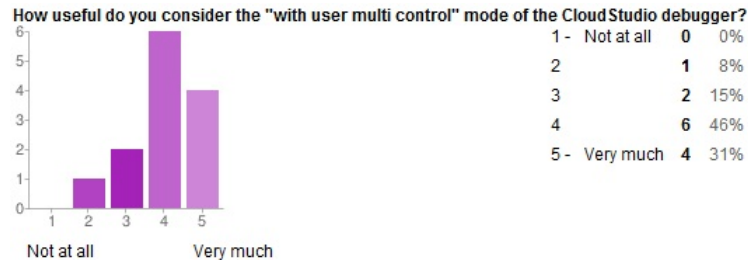 How useful do you consider the "with user multi control" mode of the CloudStudio debugger?
6
5
4
3
2
1
0
1 2 3 4 5
Not at all Very much
1 - Not at all 0 0%
2 1 8%
3 2 15%
4 6 46%
5 - Very much 4 31%